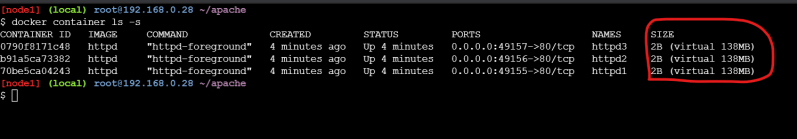 [node1] (local) root@192.168.0.28 ~/apache
$ docker container ls -s
CONTAINER ID IMAGE COMMAND CREATED STATUS PORTS NAMES SIZE
0790f8171c48 httpd "httpd-foreground" 4 minutes ago Up 4 minutes 0.0.0.0:49157->80/tcp httpd3 2B (virtual 138MB)
b91a5ca73382 httpd "httpd-foreground" 4 minutes ago Up 4 minutes 0.0.0.0:49156->80/tcp httpd2 2B (virtual 138MB)
70be5ca04243 httpd "httpd-foreground" 4 minutes ago Up 4 minutes 0.0.0.0:49155->80/tcp httpd1 2B (virtual 138MB)
[node1] (local) root@192.168.0.28 ~/apache
$